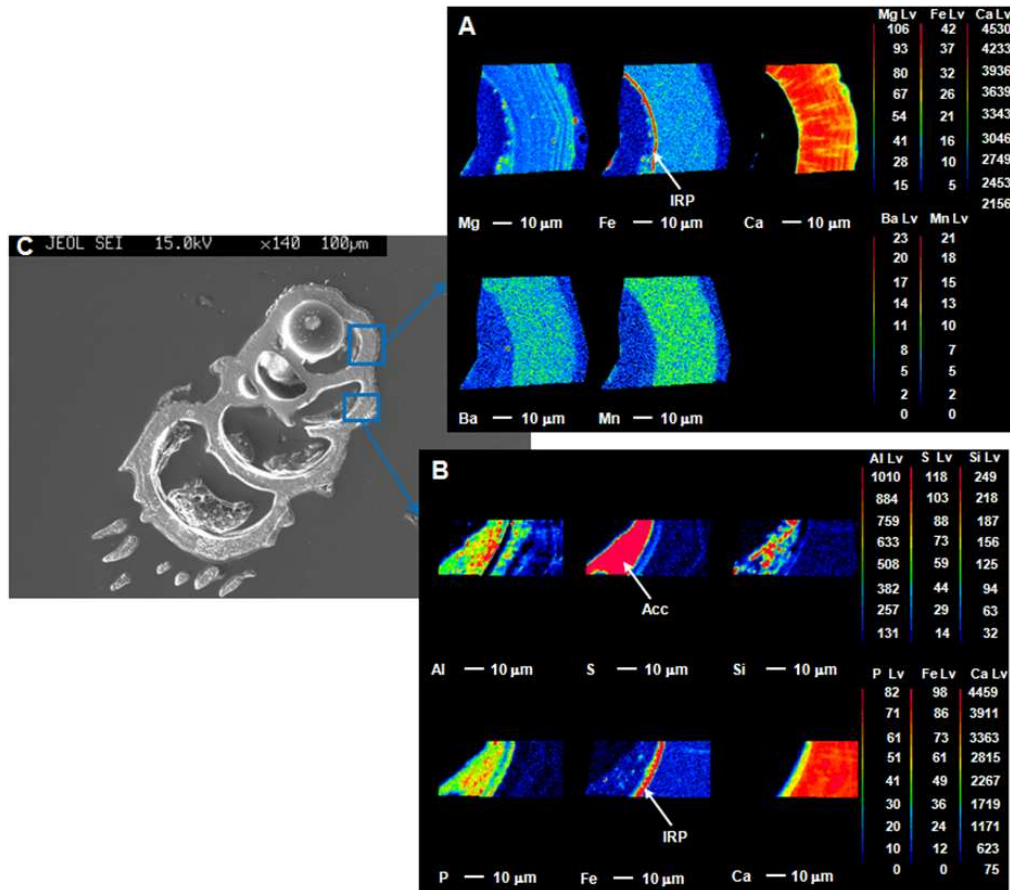 A
Mg Lv Fe Lv Ca Lv
106 42 4530
93 37 4233
80 32 3936
67 26 3639
54 21 3343
41 16 3046
28 10 2749
15 5 2453
2156
IRP
Mg 10 μm Fe 10 μm Ca 10 μm
Ba Lv Mn Lv
23 21
20 18
17 15
14 13
11 10
8 7
5 5
2 2
0 0
Ba 10 μm Mn 10 μm
C JEOL SEI 15.0kV ×140 100μm
B
Al Lv S Lv Si Lv
1010 118 249
884 103 218
759 88 187
633 73 156
508 59 125
382 44 94
257 29 63
131 14 32
Acc
Al 10 μm S 10 μm Si 10 μm
P Lv Fe Lv Ca Lv
82 98 4459
71 86 3911
61 73 3363
51 61 2815
41 49 2267
30 36 1719
20 24 1171
10 12 623
0 0 75
IRP
P 10 μm Fe 10 μm Ca 10 μm